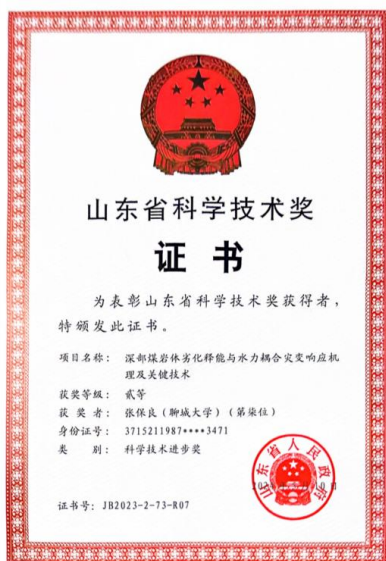 山东省科学技术奖
证书
为表彰山东省科学技术奖获得者，
特颁发此证书。
项目名称： 深部煤岩体劣化释能与水力耦合灾变响应机
理及关键技术
获奖等级： 贰等
获奖者： 张保良（聊城大学）（第柒位）
身份证号： 3715211987****3471
类别： 科学技术进步奖
山东省人民政府
证书号：JB2023-2-73-R07